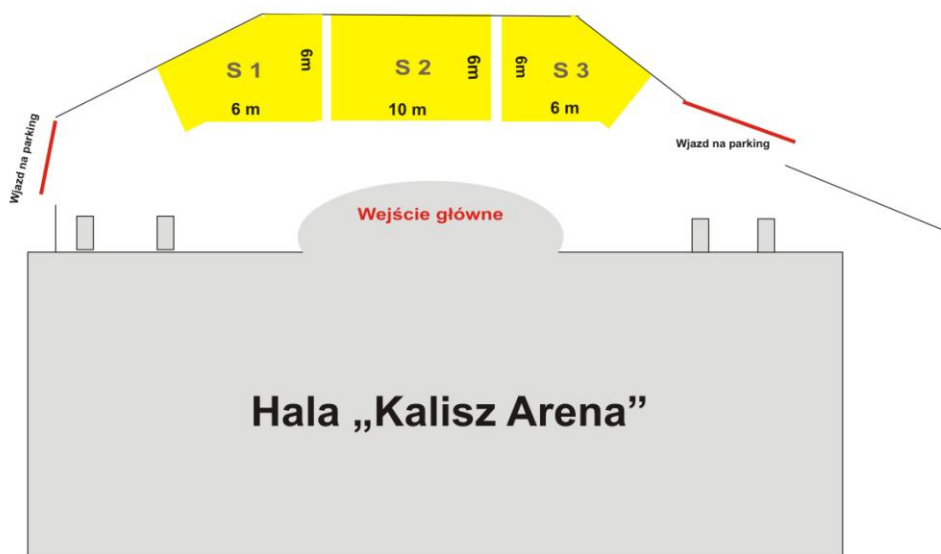 S 1
6m
6 m
S 2
6m
10 m
6m
S 3
6 m
Wjazd na parking
Wjazd na parking
Wejście główne
Hala „Kalisz Arena”